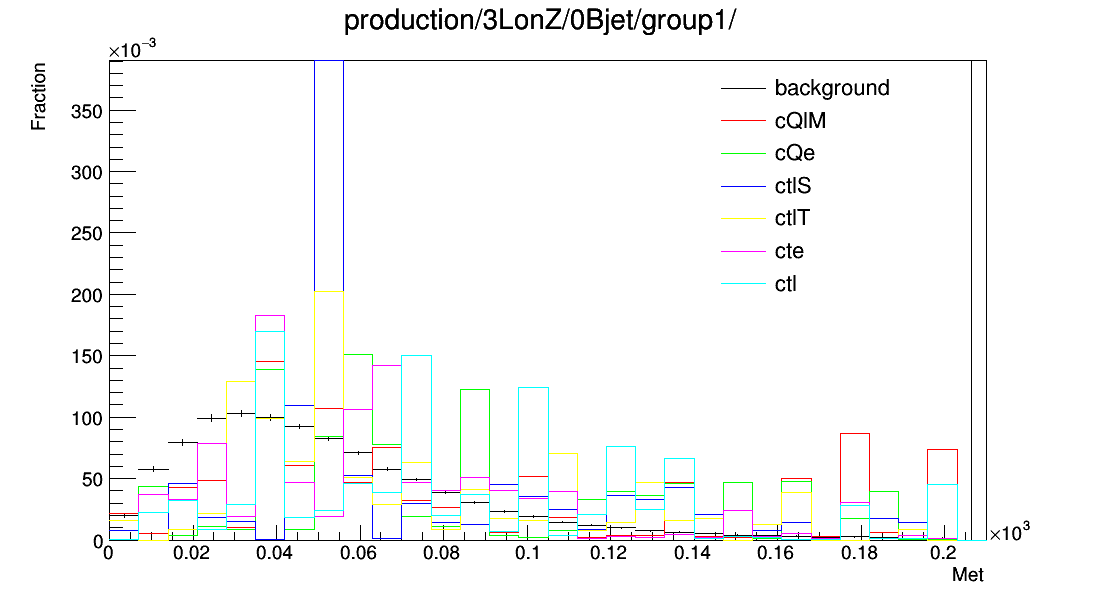 production/3LonZ/0Bjet/group1/
×10⁻³
Fraction
background
cQlM
cQe
ctlS
ctlT
cte
ctl
350
300
250
200
150
100
50
0
0 0.02 0.04 0.06 0.08 0.1 0.12 0.14 0.16 0.18 0.2
×10³
Met